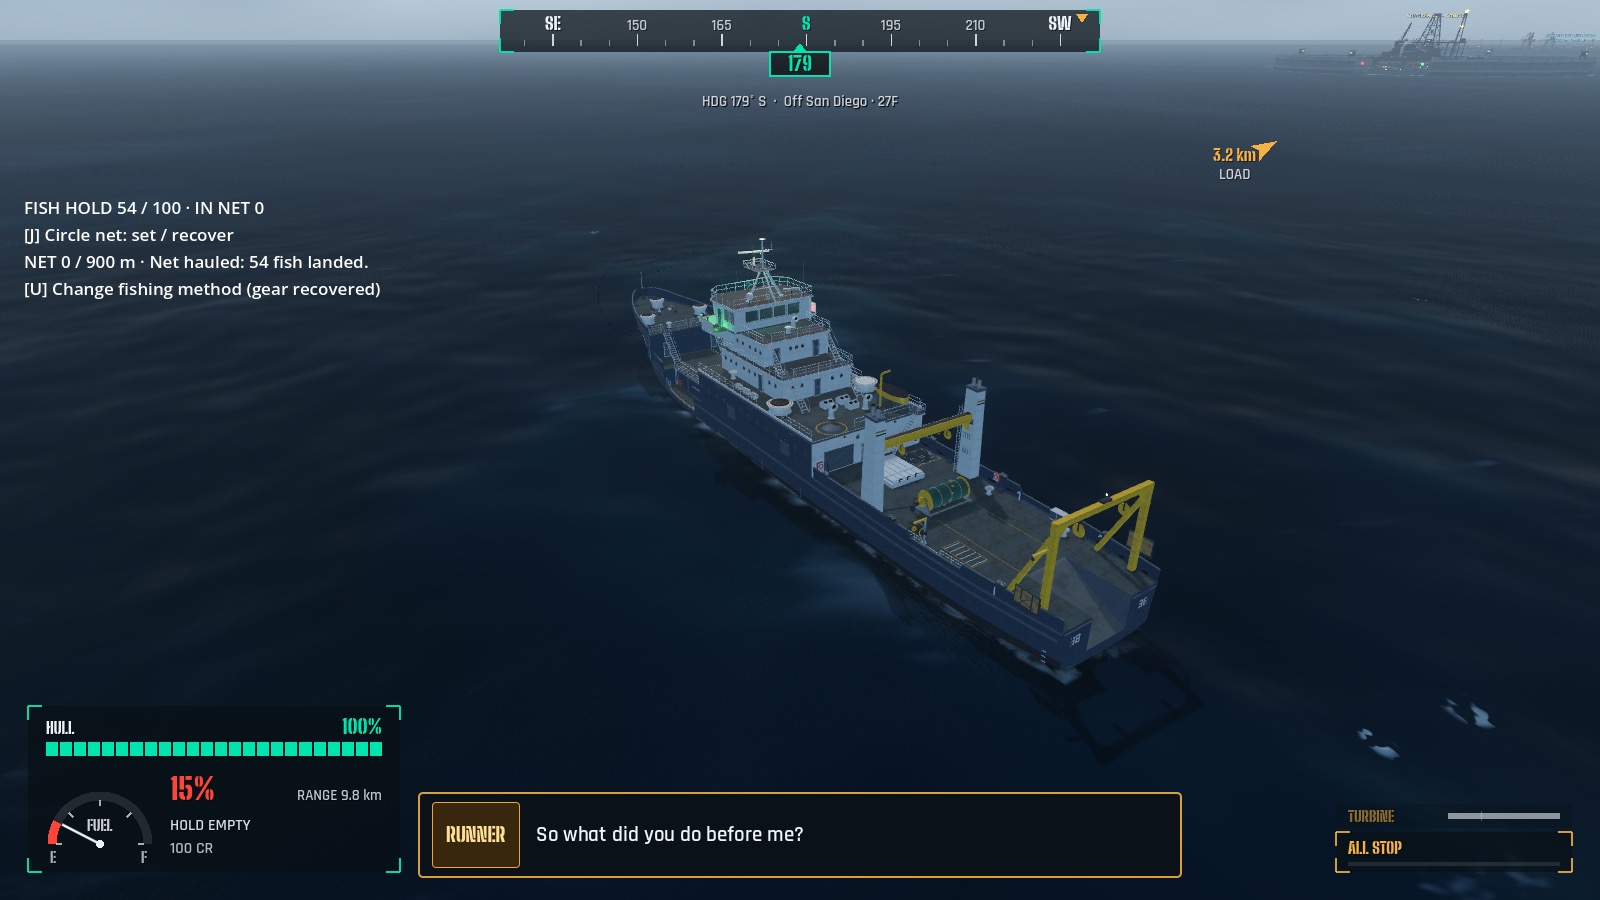 SE 150 165 S 195 210 SW
179
HDG 179° S · Off San Diego · 27F
3.2 km
LOAD
FISH HOLD 54 / 100 · IN NET 0
[J] Circle net: set / recover
NET 0 / 900 m · Net hauled: 54 fish landed.
[U] Change fishing method (gear recovered)
HULL 100%
15%
RANGE 9.8 km
FUEL
HOLD EMPTY
100 CR
E F
RUNNER
So what did you do before me?
TURBINE
ALL STOP